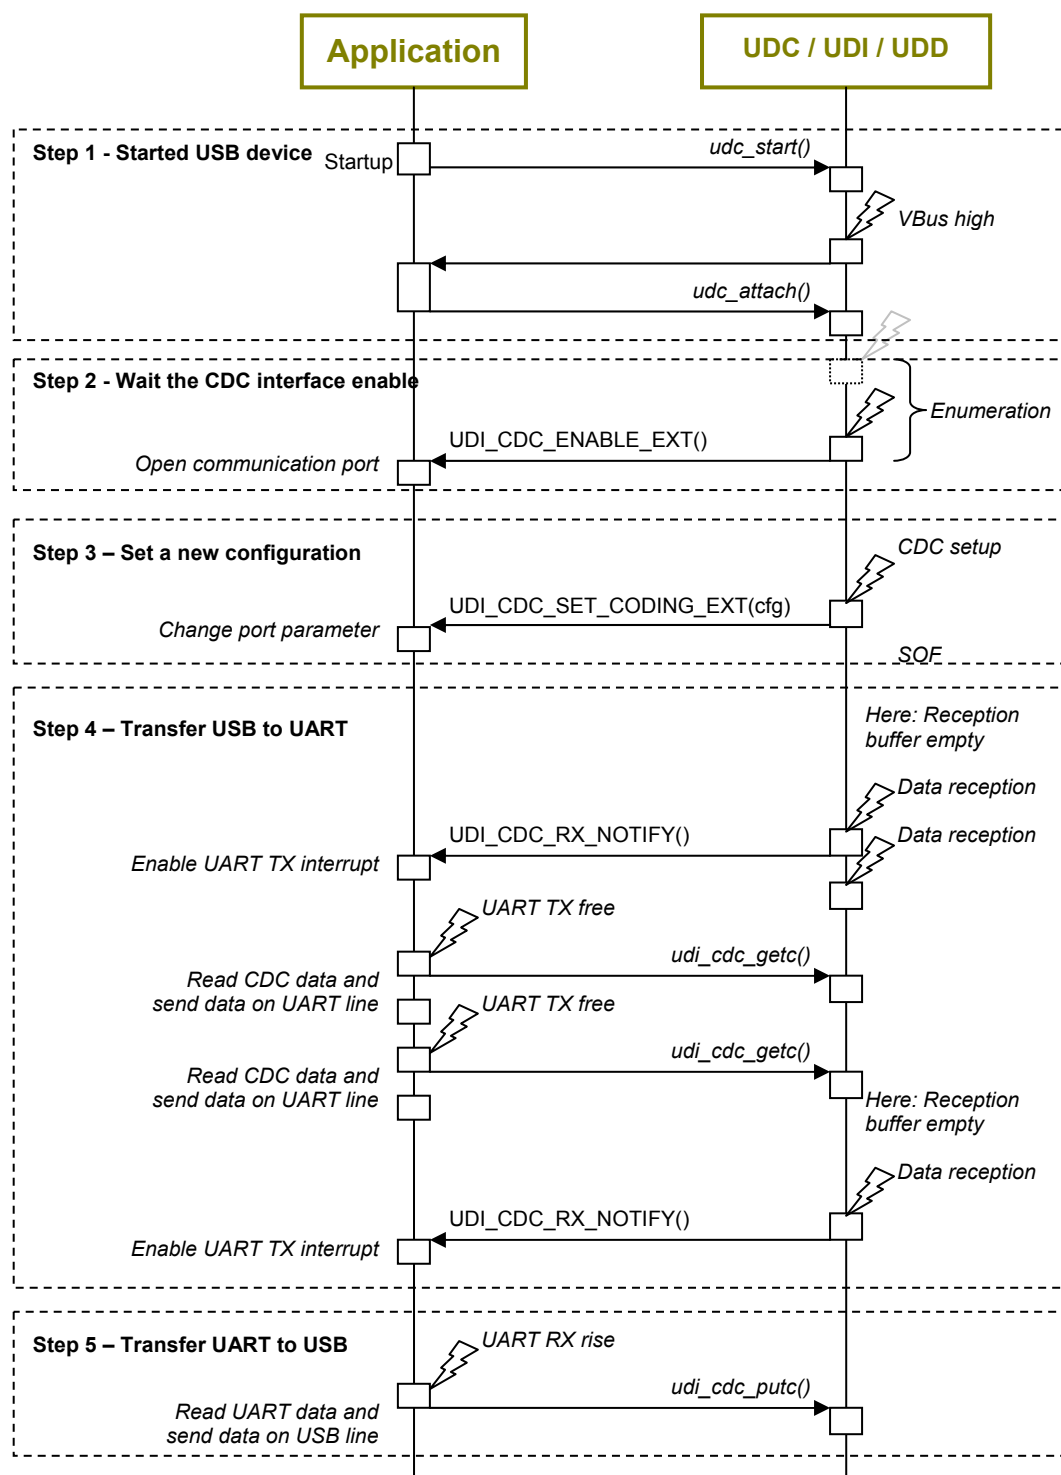 Application
UDC / UDI / UDD
Step 1 - Started USB device
Startup
udc_start()
VBus high
udc_attach()
Step 2 - Wait the CDC interface enable
Enumeration
UDI_CDC_ENABLE_EXT()
Open communication port
Step 3 – Set a new configuration
CDC setup
UDI_CDC_SET_CODING_EXT(cfg)
Change port parameter
SOF
Step 4 – Transfer USB to UART
Here: Reception
buffer empty
Data reception
UDI_CDC_RX_NOTIFY()
Data reception
Enable UART TX interrupt
UART TX free
udi_cdc_getc()
Read CDC data and
send data on UART line
UART TX free
udi_cdc_getc()
Read CDC data and
send data on UART line
Here: Reception
buffer empty
Data reception
UDI_CDC_RX_NOTIFY()
Enable UART TX interrupt
Step 5 – Transfer UART to USB
UART RX rise
udi_cdc_putc()
Read UART data and
send data on USB line